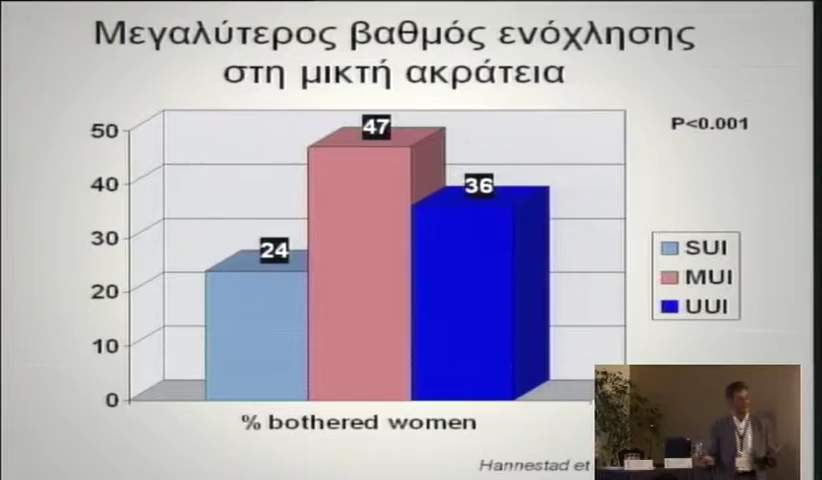 Μεγαλύτερος βαθμός ενόχλησης
στη μικτή ακράτεια
P<0.001
50
40
30
20
10
0
24
47
36
SUI
MUI
UUI
% bothered women
Hannestad et